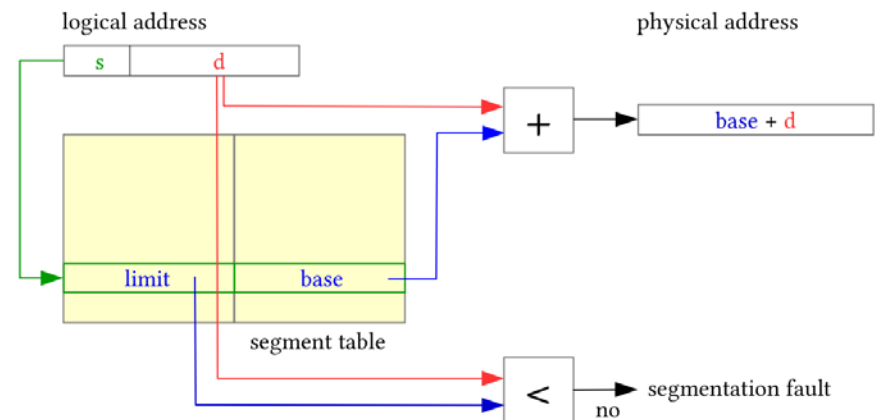 logical address
physical address
s d
+
base + d
limit base
segment table
<
segmentation fault
no